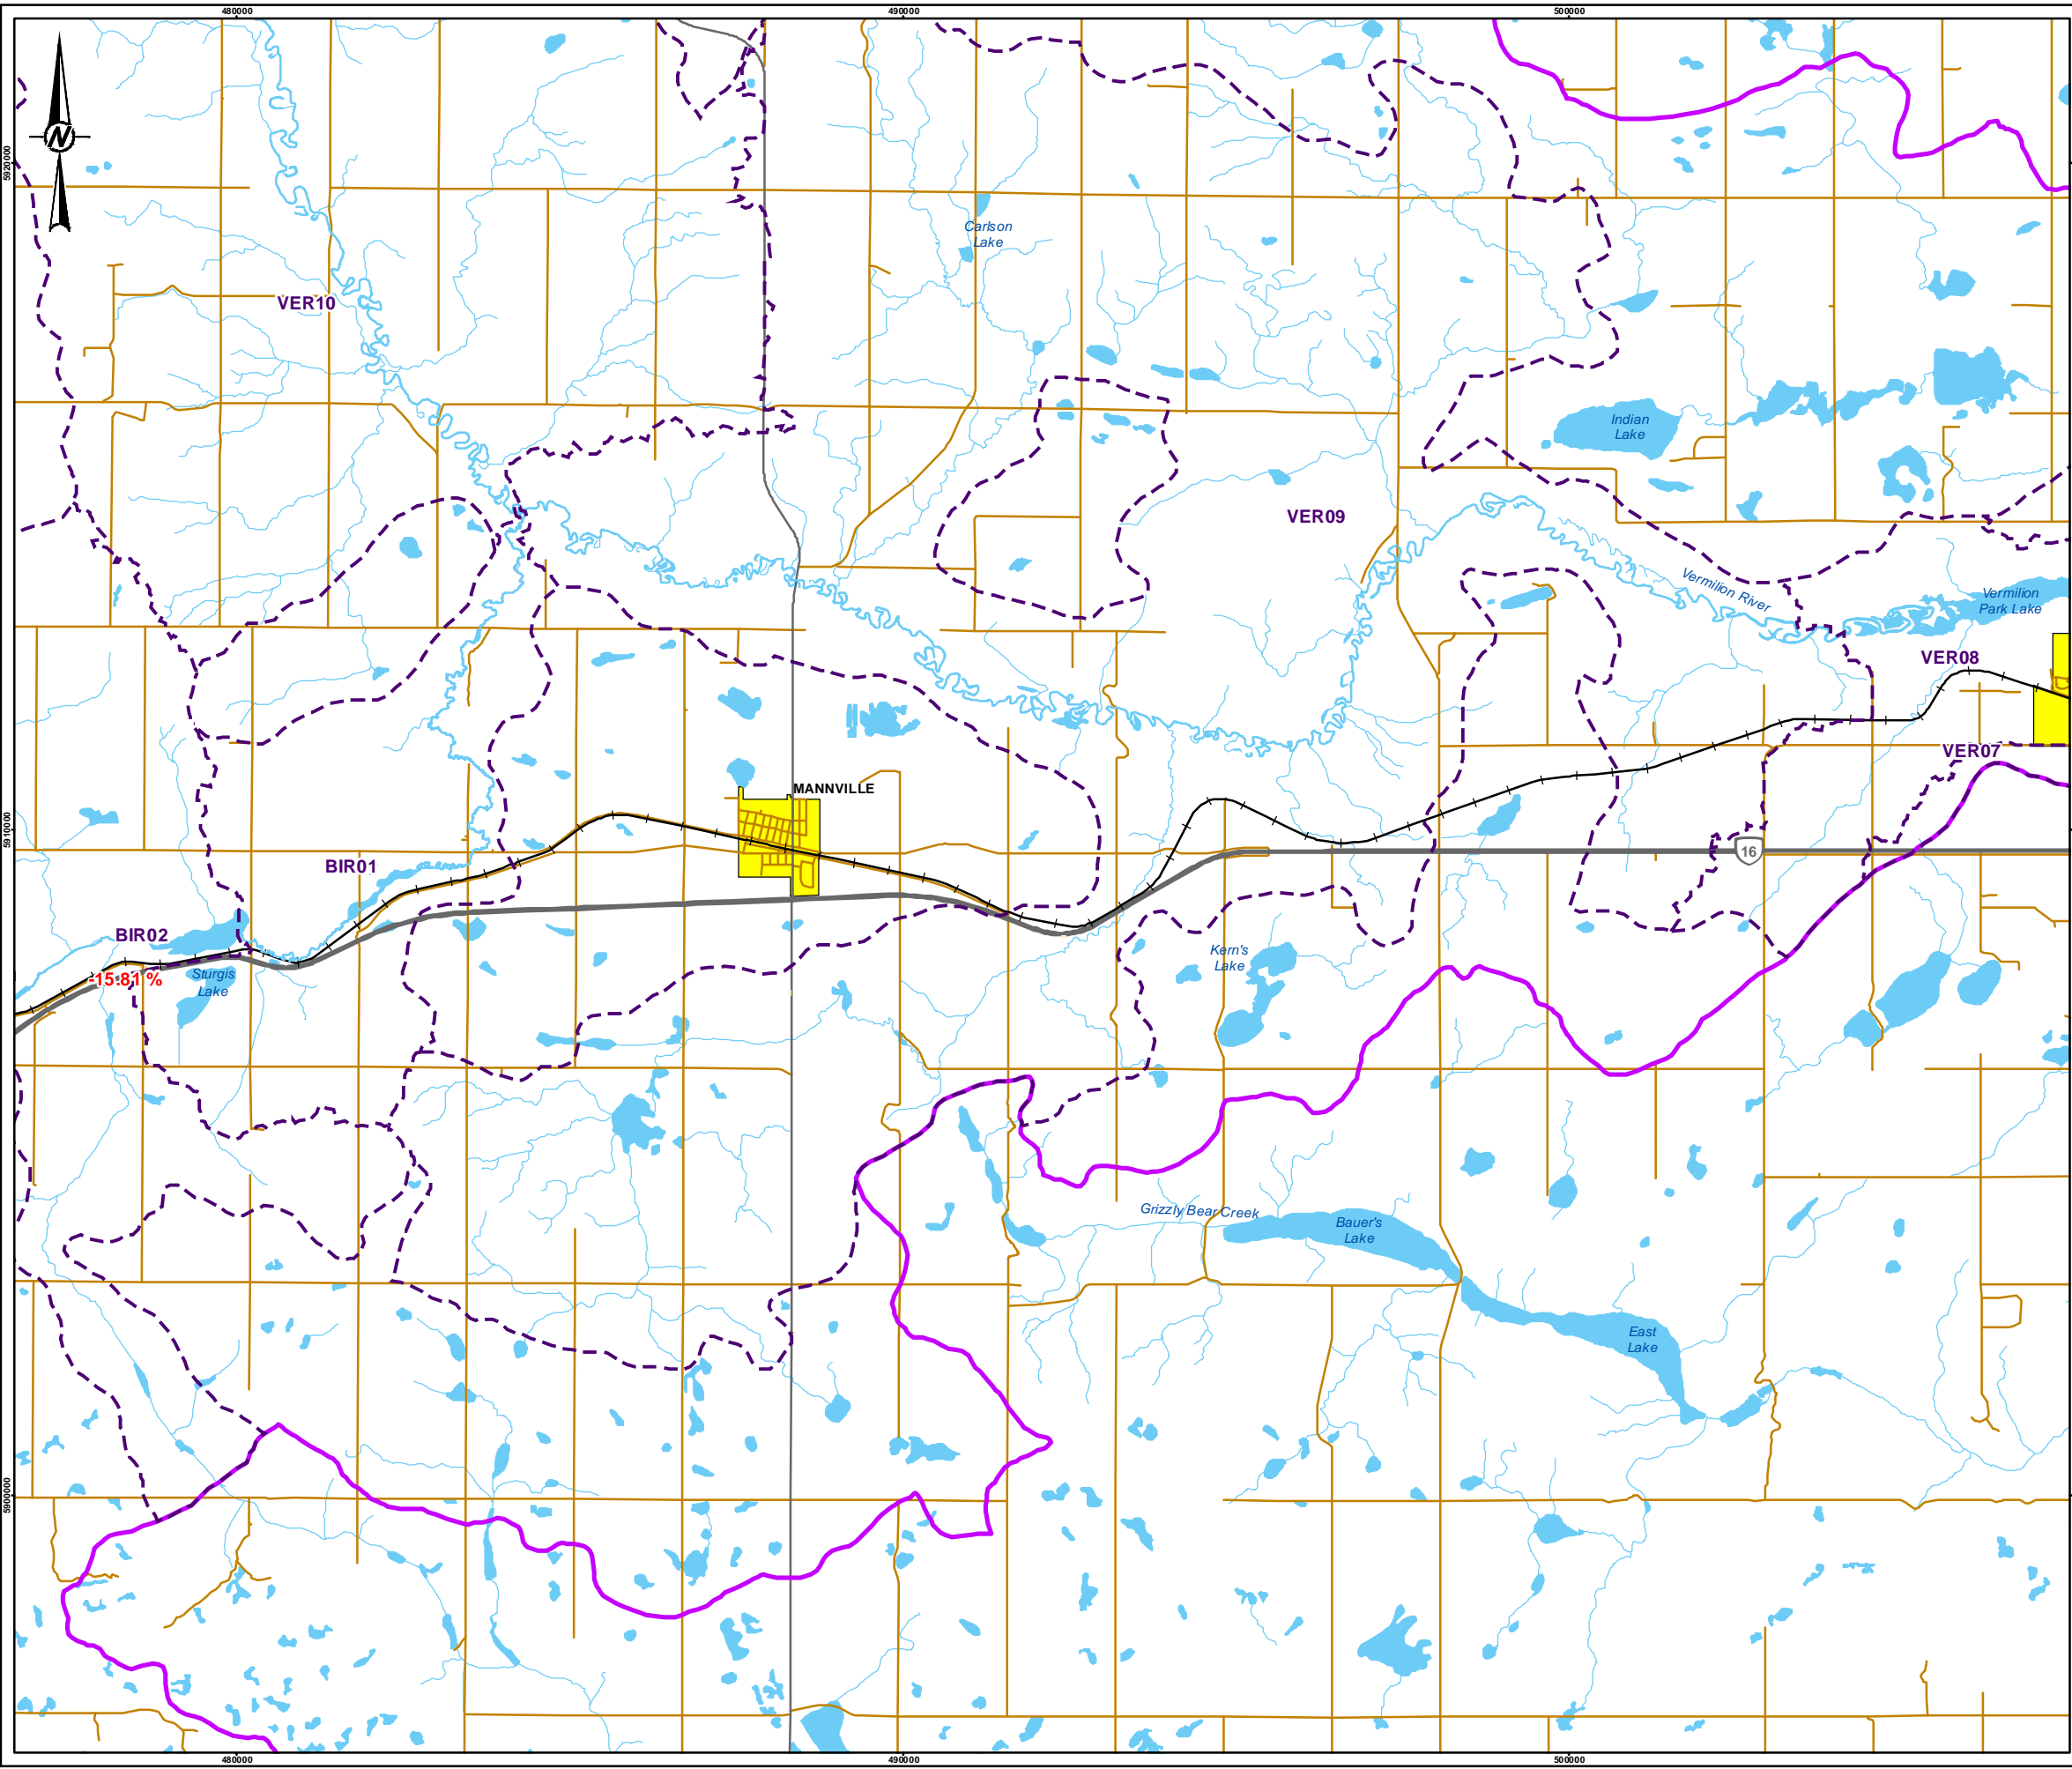 480000
490000
500000
5920000
N
Carlson
Lake
VER10
Indian
Lake
VER09
Vermilion River
Vermilion
Park Lake
VER08
VER07
MANNVILLE
5910000
16
BIR01
BIR02
-15.81 %
Sturgis
Lake
Kern's
Lake
Grizzly Bear Creek
Bauer's
Lake
East
Lake
5900000
480000
490000
500000